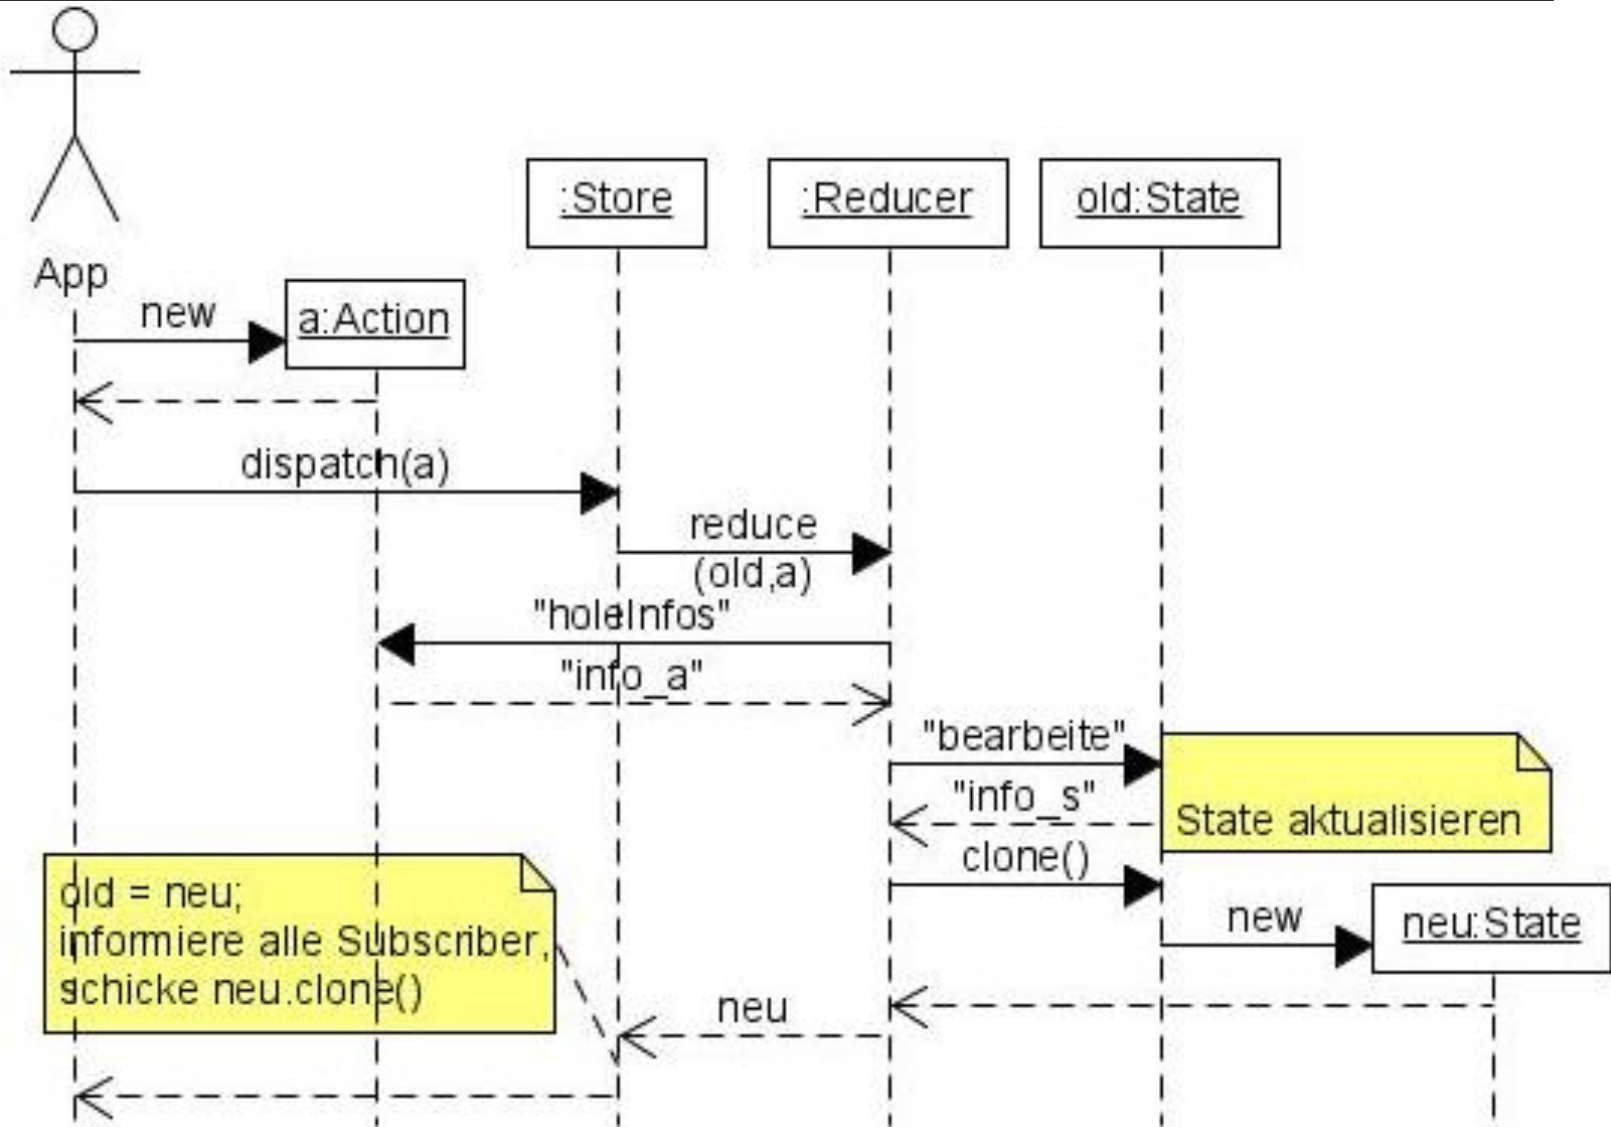 :Store
:Reducer
old:State
App
new
a:Action
dispatch(a)
reduce
(old,a)
"holeInfos"
"info_a"
"bearbeite"
"info_s"
State aktualisieren
clone()
old = neu;
informiere alle Subscriber,
schicke neu.clone()
new
neu:State
neu